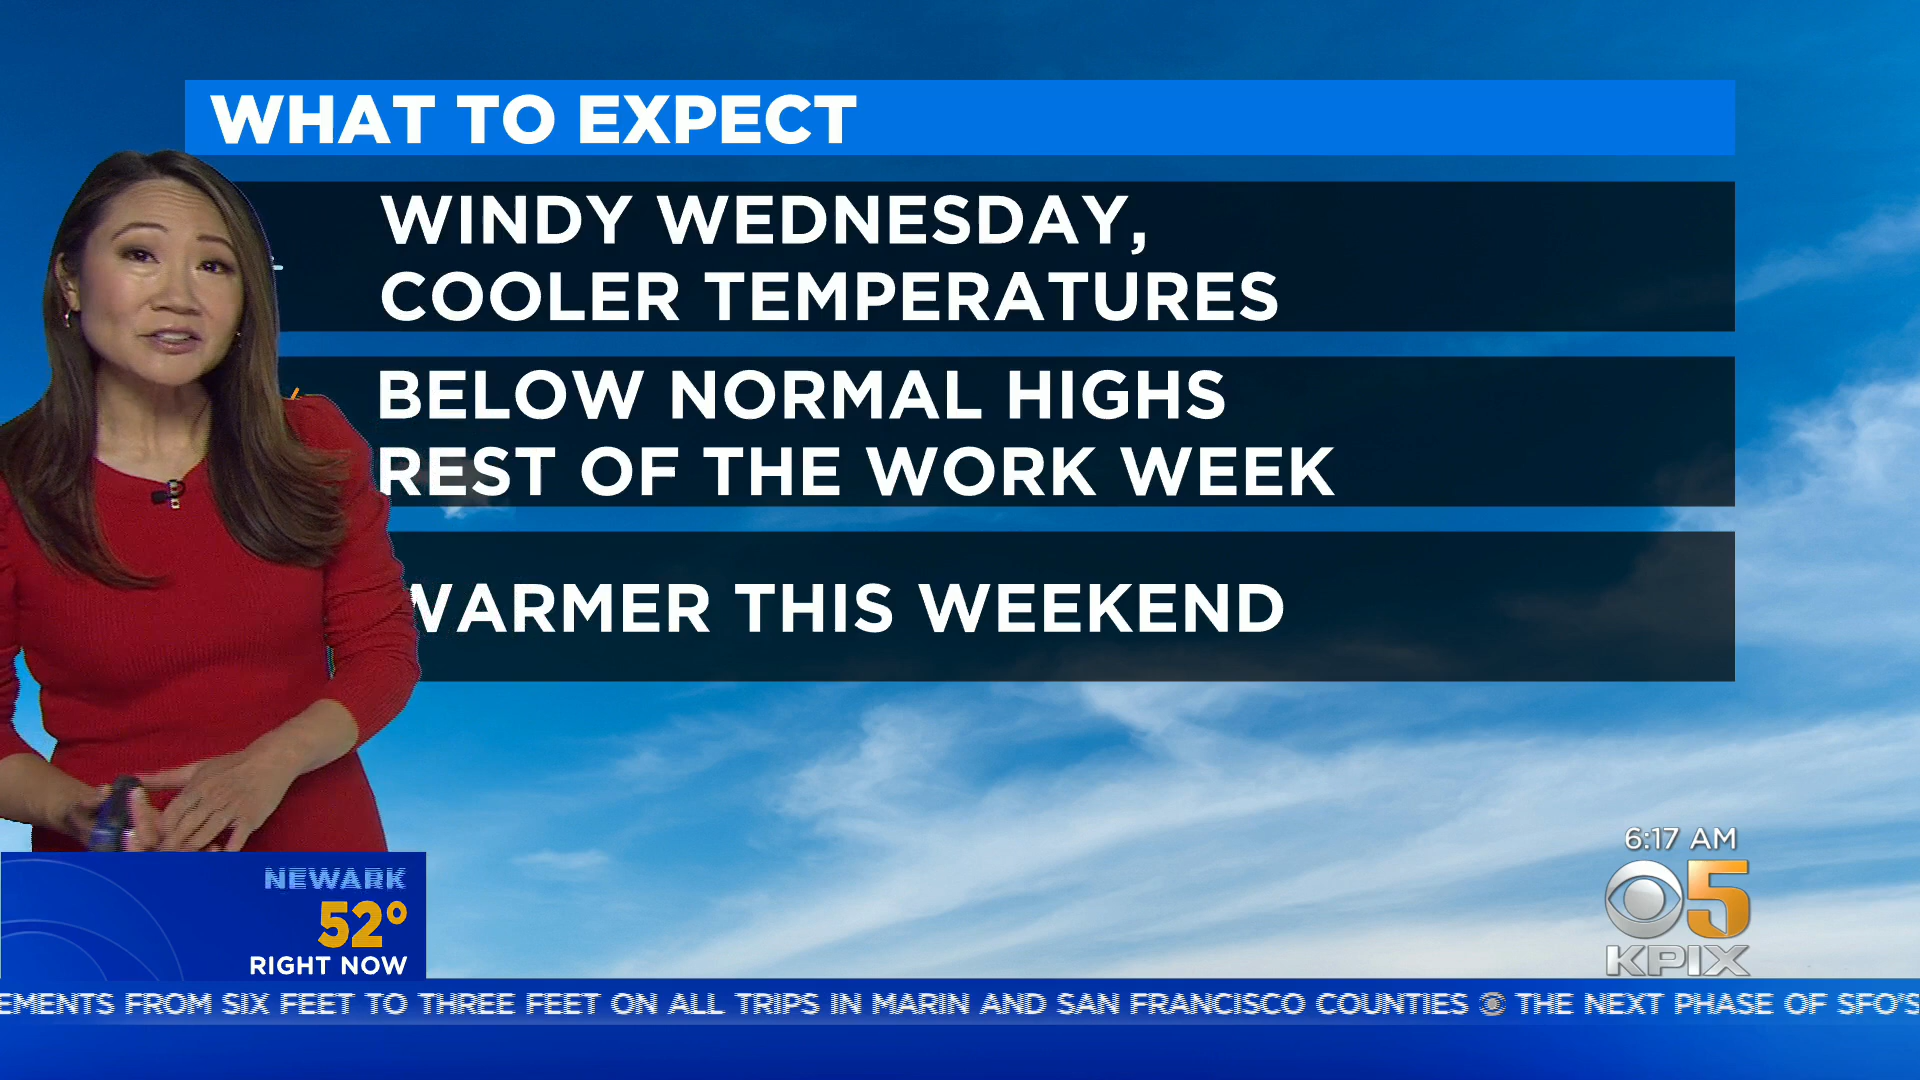 WHAT TO EXPECT
WINDY WEDNESDAY,
COOLER TEMPERATURES
BELOW NORMAL HIGHS
REST OF THE WORK WEEK
WARMER THIS WEEKEND
NEWARK
52°
RIGHT NOW
6:17 AM
5
KPIX
EMENTS FROM SIX FEET TO THREE FEET ON ALL TRIPS IN MARIN AND SAN FRANCISCO COUNTIES THE NEXT PHASE OF SFO'S